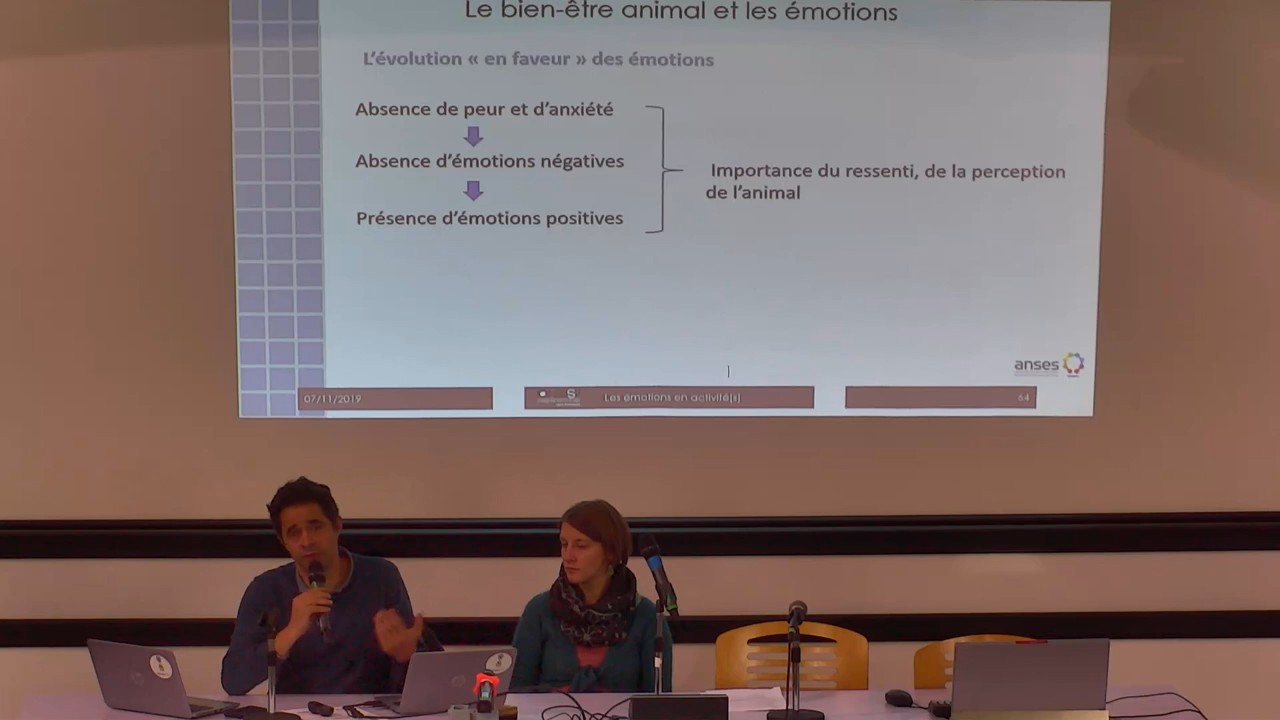 Le bien-être animal et les émotions
L'évolution « en faveur » des émotions
Absence de peur et d'anxiété
Absence d'émotions négatives
Présence d'émotions positives
Importance du ressenti, de la perception
de l'animal
anses
07/11/2019
Les émotions en activité(s)
64